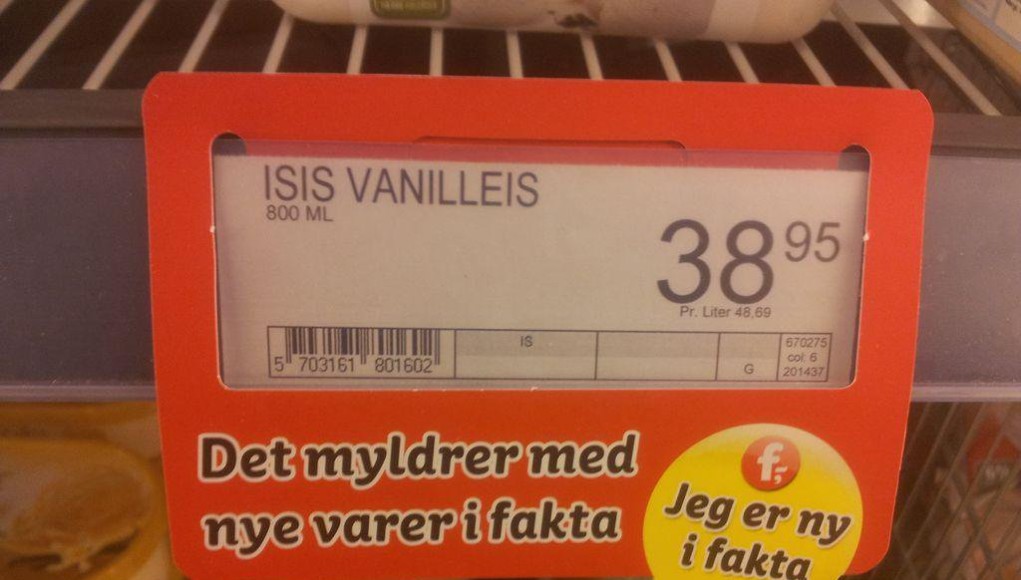 ISIS VANILLEIS
800 ML
38 95
Pr. Liter 48,69
5 703161 801602
IS
G
670275
col. 6
201437
Det myldrer med
nye varer i fakta
f;-
Jeg er ny
i fakta